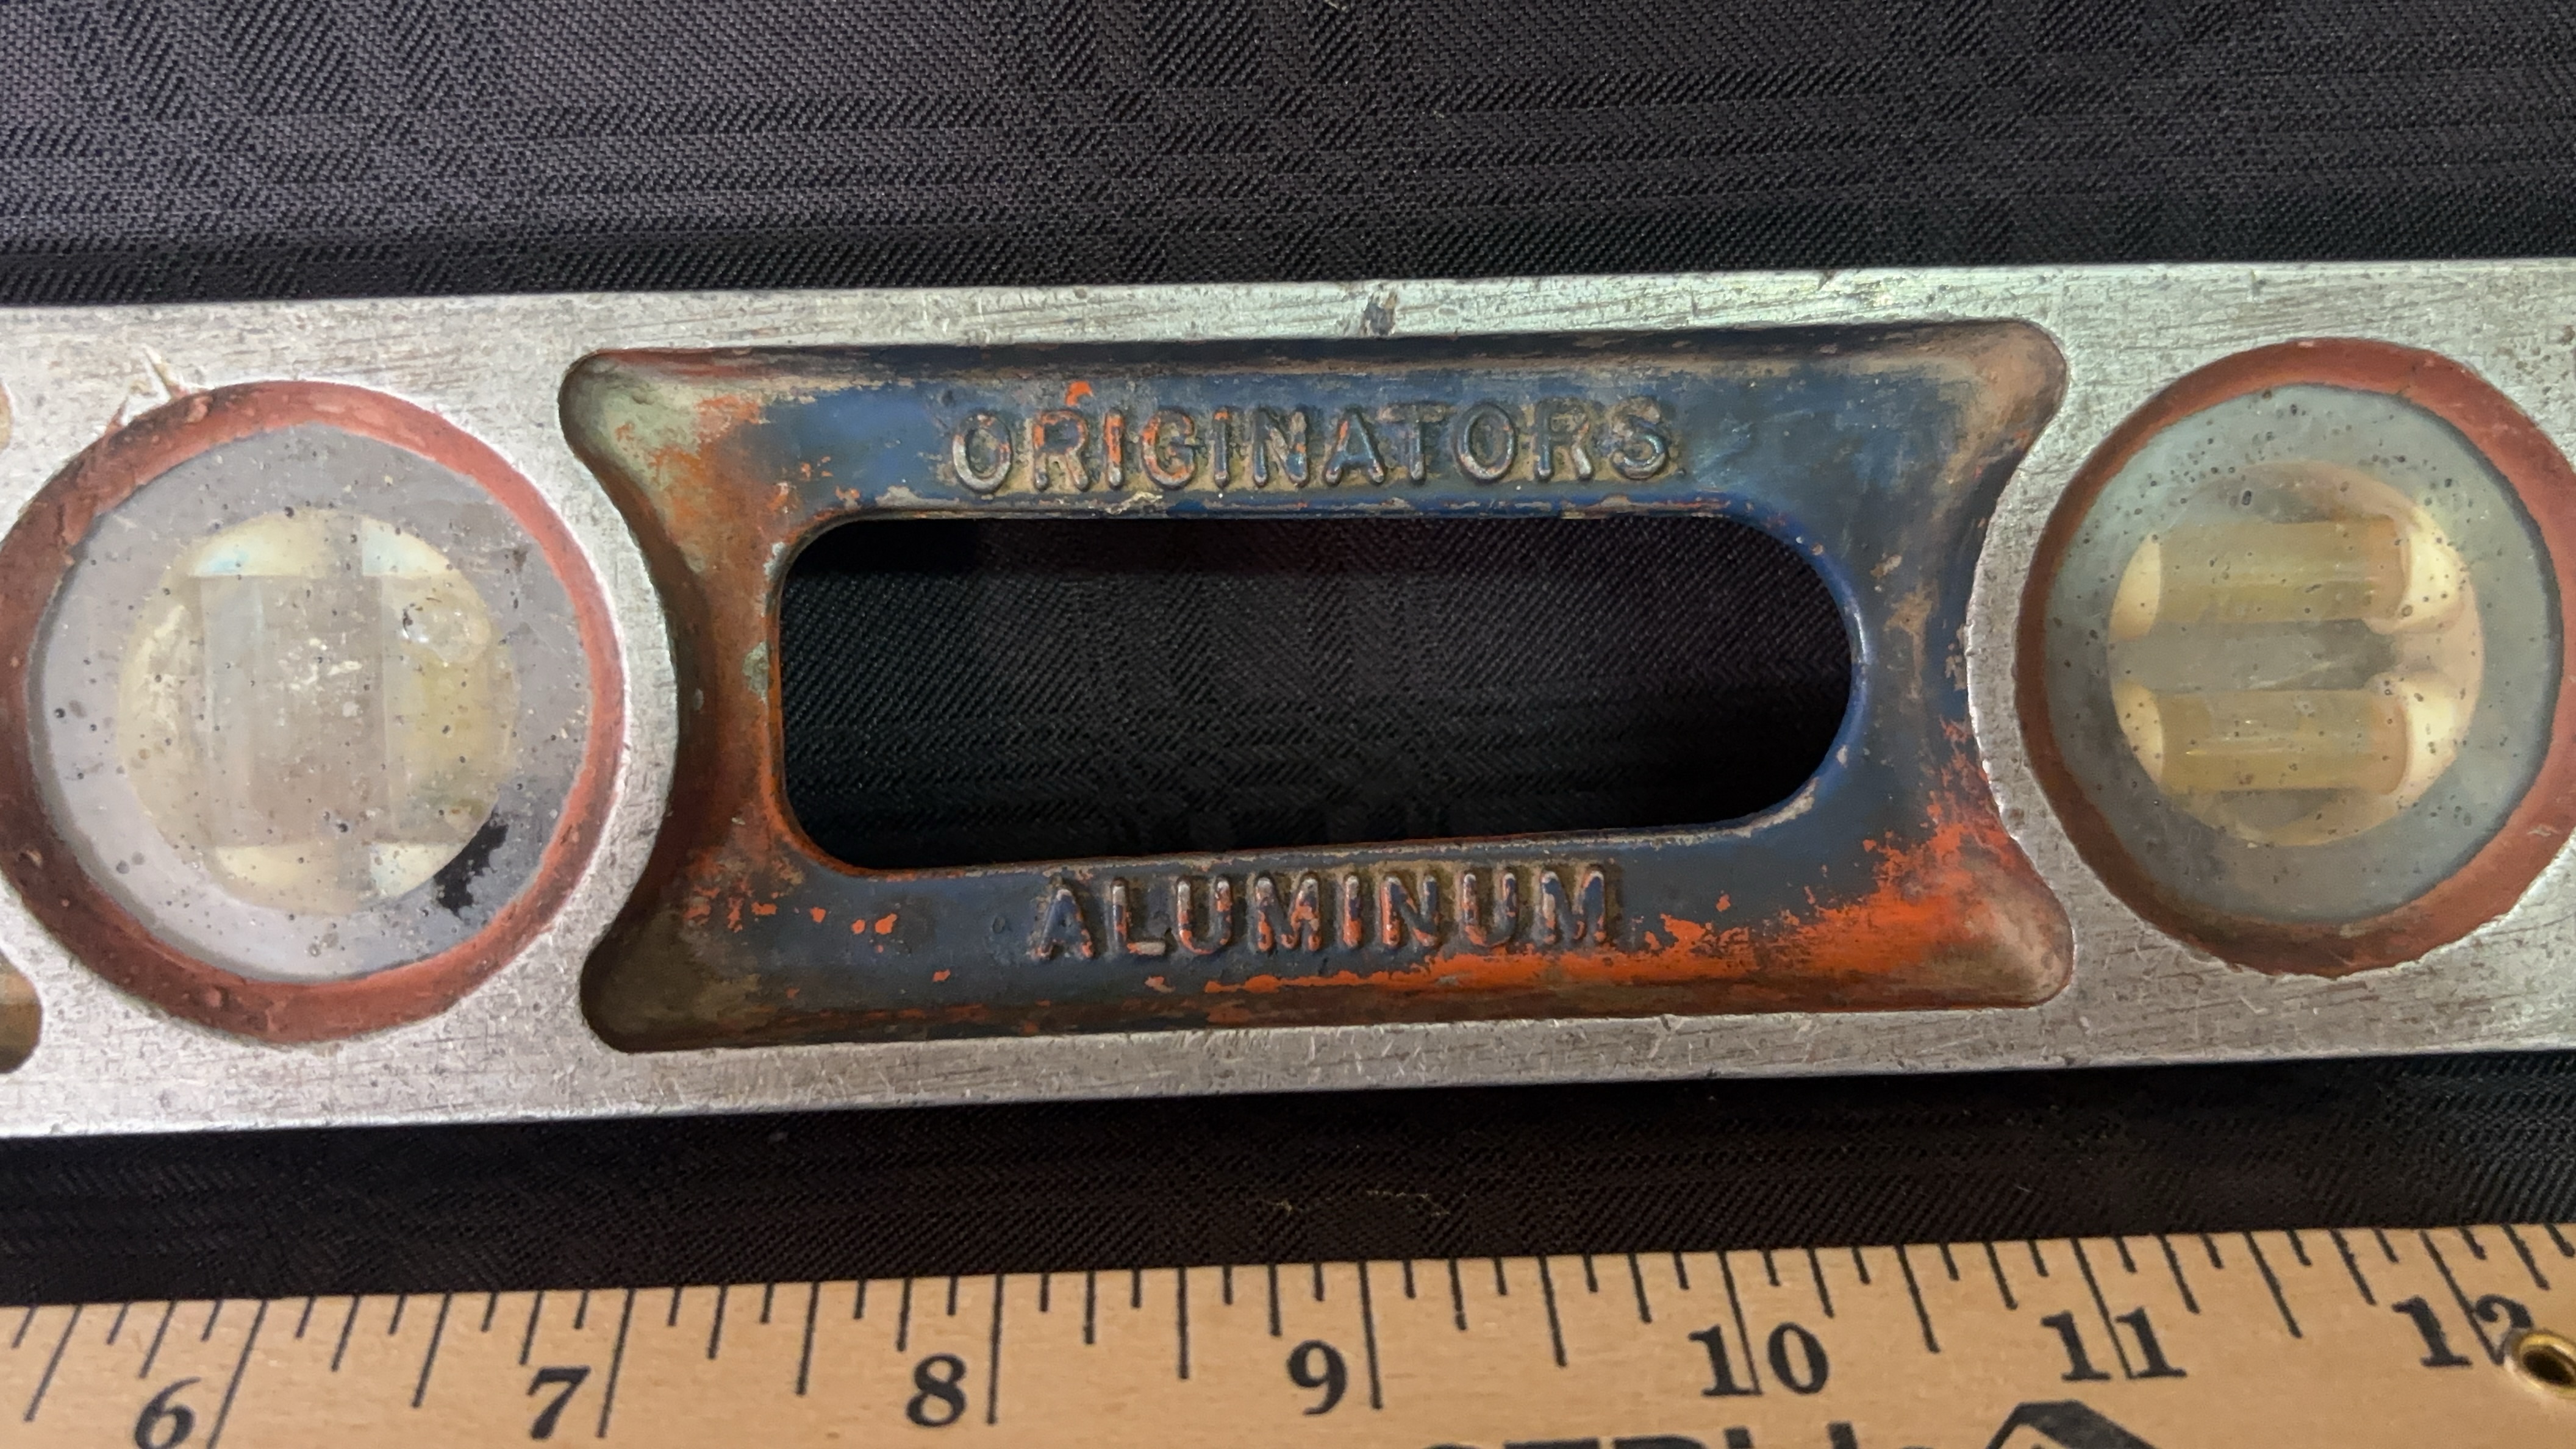 ORIGINATORS
ALUMINUM
6 7 8 9 10 11 12